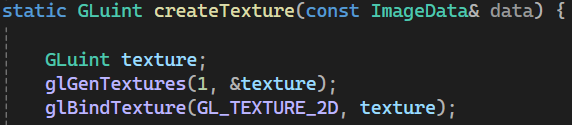 static GLuint createTexture(const ImageData& data) {
GLuint texture;
glGenTextures(1, &texture);
glBindTexture(GL_TEXTURE_2D, texture);